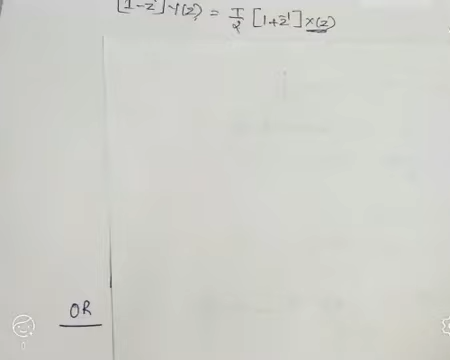 [1-z¯¹] Y(z) = T/2 [1+z¯¹] X(z)
OR